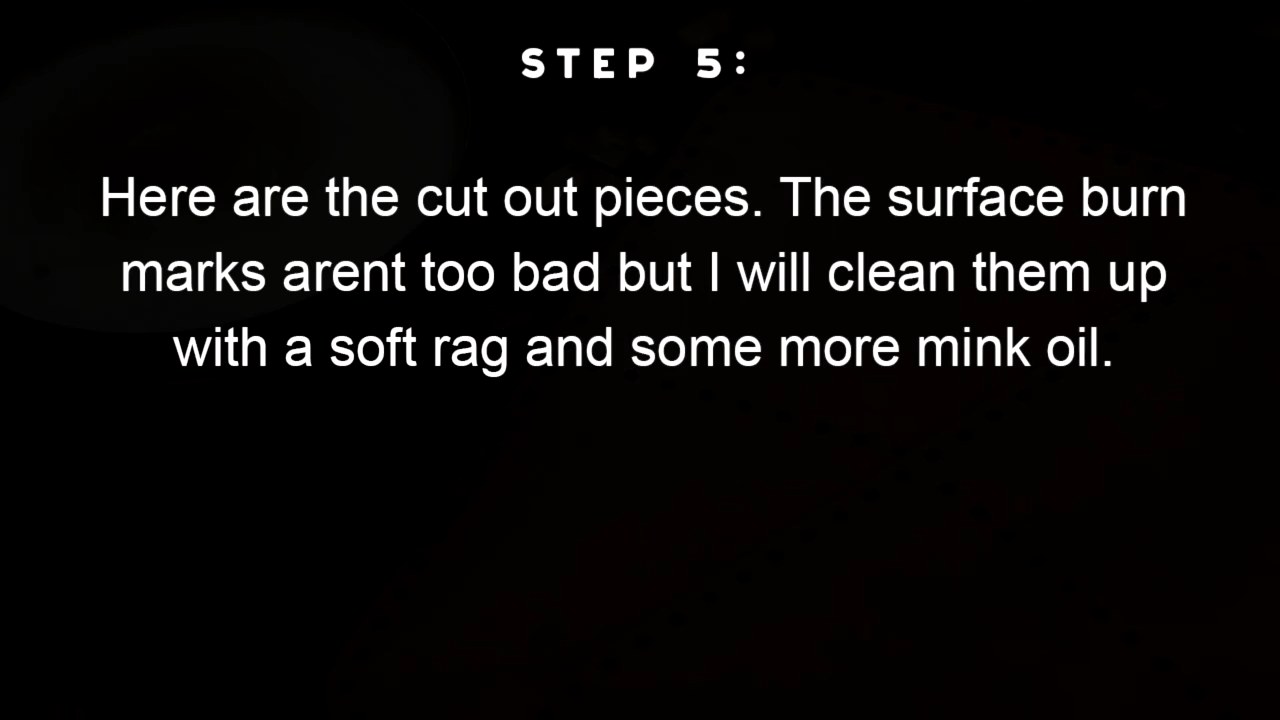 STEP 5:
Here are the cut out pieces. The surface burn
marks arent too bad but I will clean them up
with a soft rag and some more mink oil.